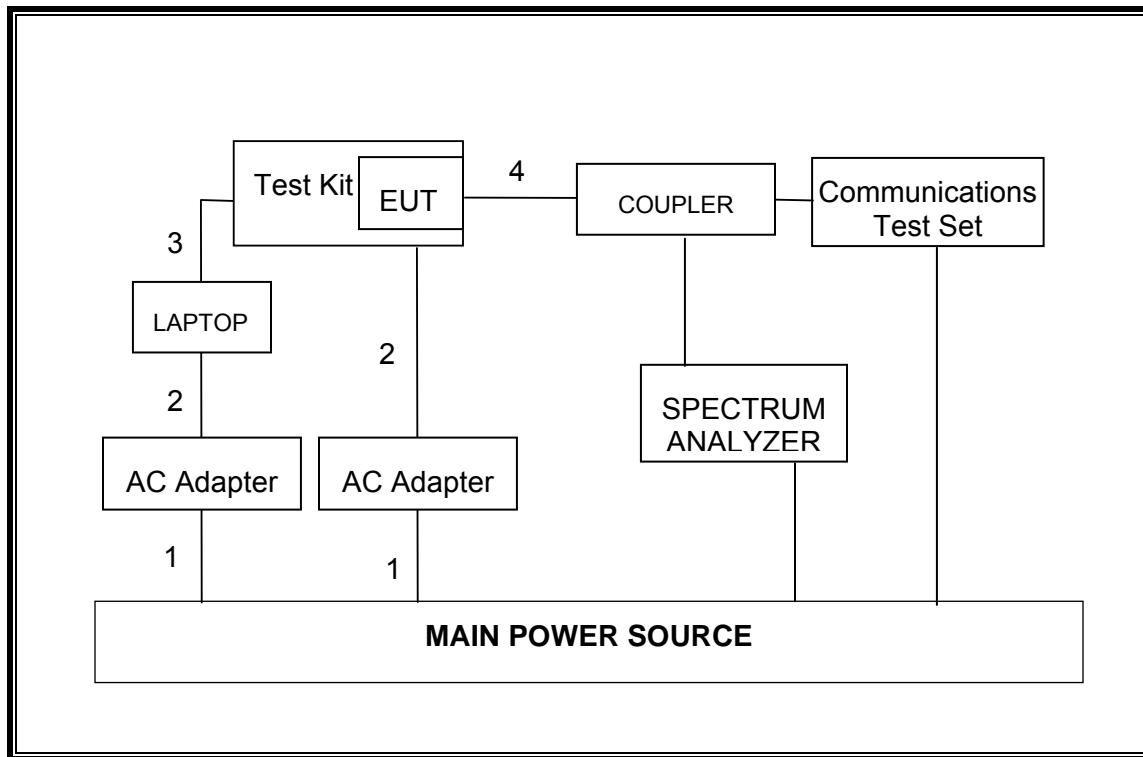 4
Test Kit
EUT
COUPLER
Communications
Test Set
3
LAPTOP
2
2
SPECTRUM
ANALYZER
AC Adapter
AC Adapter
1
1
MAIN POWER SOURCE